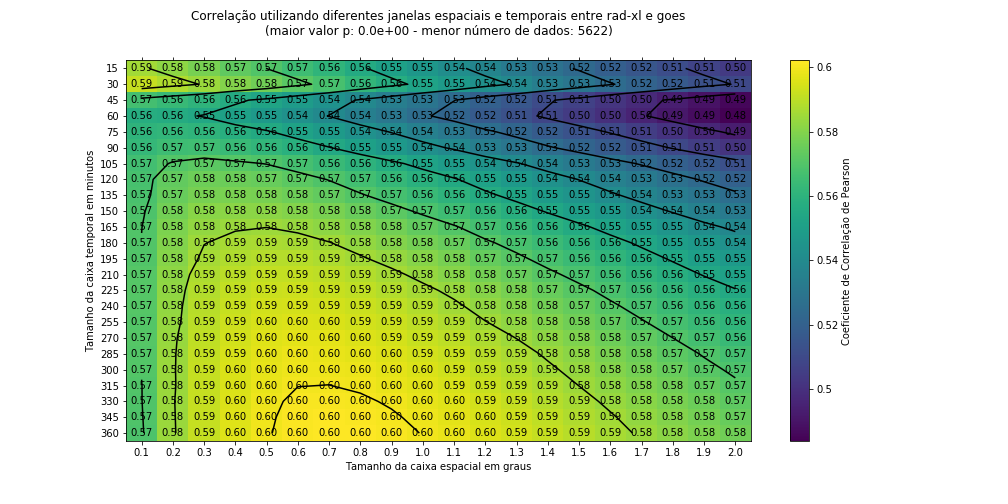 Correlação utilizando diferentes janelas espaciais e temporais entre rad-xl e goes
(maior valor p: 0.0e+00 - menor número de dados: 5622)
Tamanho da caixa temporal em minutos
15 0.59 0.58 0.58 0.57 0.57 0.57 0.56 0.56 0.55 0.55 0.54 0.54 0.53 0.53 0.52 0.52 0.52 0.51 0.51 0.50
30 0.59 0.59 0.58 0.58 0.58 0.57 0.57 0.56 0.56 0.55 0.55 0.54 0.54 0.53 0.53 0.53 0.52 0.52 0.51 0.51
45 0.57 0.56 0.56 0.56 0.55 0.55 0.54 0.54 0.53 0.53 0.52 0.52 0.52 0.51 0.51 0.50 0.50 0.49 0.49 0.49
60 0.56 0.56 0.55 0.55 0.55 0.54 0.54 0.54 0.53 0.53 0.52 0.52 0.51 0.51 0.50 0.50 0.50 0.49 0.49 0.48
75 0.56 0.56 0.56 0.56 0.56 0.55 0.55 0.54 0.54 0.54 0.53 0.53 0.52 0.52 0.51 0.51 0.50 0.50 0.50 0.49
90 0.56 0.57 0.57 0.56 0.56 0.56 0.56 0.55 0.55 0.54 0.54 0.53 0.53 0.53 0.52 0.52 0.51 0.51 0.50 0.50
105 0.57 0.57 0.57 0.57 0.57 0.57 0.56 0.56 0.56 0.55 0.55 0.54 0.54 0.54 0.53 0.53 0.52 0.52 0.52 0.51
120 0.57 0.57 0.58 0.58 0.57 0.57 0.57 0.57 0.56 0.56 0.56 0.55 0.55 0.54 0.54 0.54 0.53 0.53 0.52 0.52
135 0.57 0.57 0.58 0.58 0.58 0.58 0.58 0.57 0.57 0.56 0.56 0.56 0.55 0.55 0.55 0.54 0.54 0.53 0.53 0.53
150 0.57 0.58 0.58 0.58 0.58 0.58 0.58 0.58 0.57 0.57 0.57 0.56 0.56 0.55 0.55 0.55 0.54 0.54 0.54 0.53
165 0.57 0.58 0.58 0.58 0.58 0.58 0.58 0.58 0.58 0.57 0.57 0.57 0.56 0.56 0.56 0.55 0.55 0.55 0.54 0.54
180 0.57 0.58 0.58 0.59 0.59 0.59 0.59 0.58 0.58 0.58 0.57 0.57 0.57 0.56 0.56 0.56 0.55 0.55 0.55 0.54
195 0.57 0.58 0.59 0.59 0.59 0.59 0.59 0.59 0.58 0.58 0.58 0.58 0.57 0.57 0.56 0.56 0.56 0.55 0.55 0.55
210 0.57 0.58 0.59 0.59 0.59 0.59 0.59 0.59 0.59 0.58 0.58 0.58 0.57 0.57 0.57 0.56 0.56 0.56 0.55 0.55
225 0.57 0.58 0.59 0.59 0.59 0.59 0.59 0.59 0.59 0.59 0.58 0.58 0.58 0.57 0.57 0.57 0.56 0.56 0.56 0.56
240 0.57 0.58 0.59 0.59 0.59 0.59 0.59 0.59 0.59 0.59 0.59 0.58 0.58 0.58 0.58 0.57 0.57 0.57 0.56 0.56
255 0.57 0.58 0.59 0.59 0.60 0.60 0.60 0.59 0.59 0.59 0.59 0.59 0.58 0.58 0.58 0.57 0.57 0.57 0.56 0.56
270 0.57 0.58 0.59 0.59 0.60 0.60 0.60 0.60 0.59 0.59 0.59 0.59 0.58 0.58 0.58 0.58 0.57 0.57 0.57 0.56
285 0.57 0.58 0.59 0.59 0.60 0.60 0.60 0.60 0.60 0.59 0.59 0.59 0.59 0.58 0.58 0.58 0.58 0.57 0.57 0.57
300 0.57 0.58 0.59 0.59 0.60 0.60 0.60 0.60 0.60 0.60 0.59 0.59 0.59 0.59 0.58 0.58 0.58 0.57 0.57 0.57
315 0.57 0.58 0.59 0.60 0.60 0.60 0.60 0.60 0.60 0.60 0.59 0.59 0.59 0.59 0.58 0.58 0.58 0.58 0.57 0.57
330 0.57 0.58 0.59 0.60 0.60 0.60 0.60 0.60 0.60 0.60 0.60 0.59 0.59 0.59 0.59 0.58 0.58 0.58 0.58 0.57
345 0.57 0.58 0.59 0.60 0.60 0.60 0.60 0.60 0.60 0.60 0.60 0.60 0.59 0.59 0.59 0.59 0.58 0.58 0.58 0.58
360 0.57 0.58 0.59 0.60 0.60 0.60 0.60 0.60 0.60 0.60 0.60 0.60 0.59 0.59 0.59 0.59 0.58 0.58 0.58 0.58
0.1 0.2 0.3 0.4 0.5 0.6 0.7 0.8 0.9 1.0 1.1 1.2 1.3 1.4 1.5 1.6 1.7 1.8 1.9 2.0
Tamanho da caixa espacial em graus
0.6
0.58
0.56
0.54
0.52
0.5
Coeficiente de Correlação de Pearson